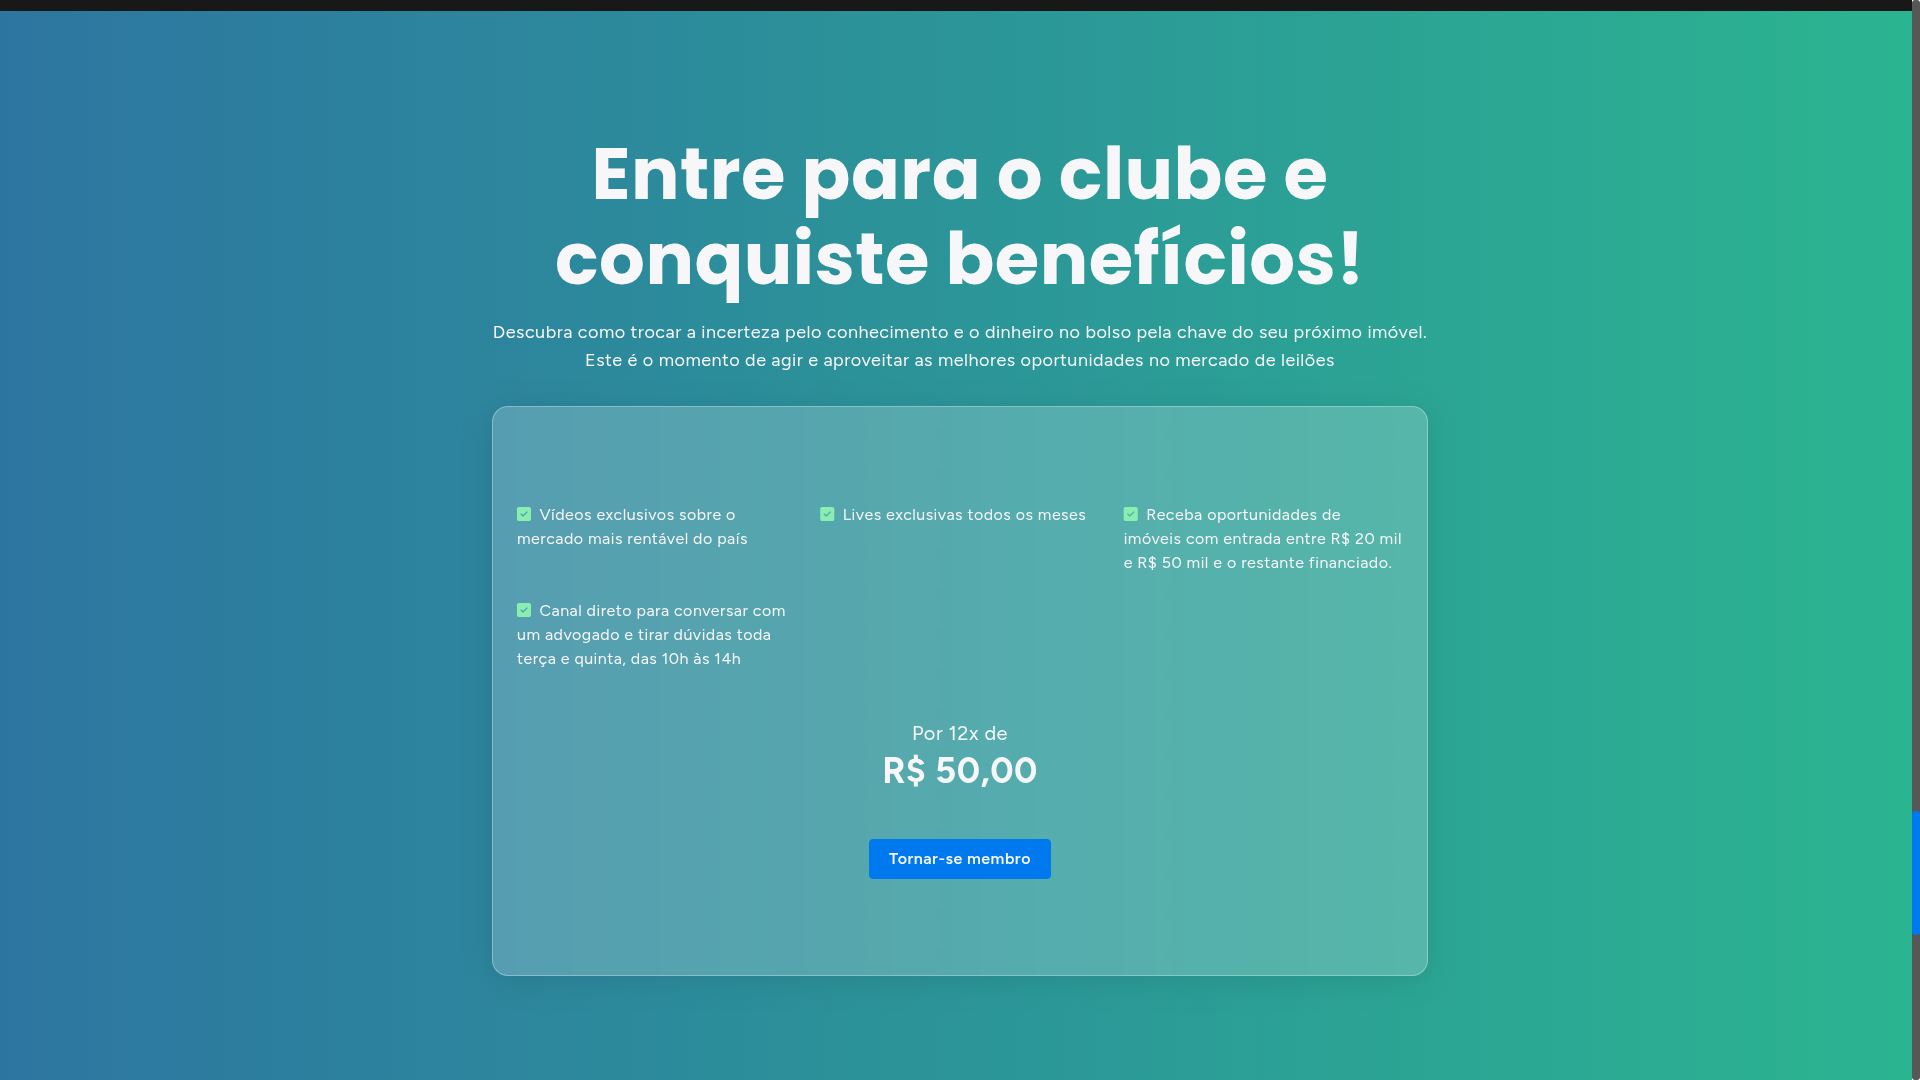 Entre para o clube e
conquiste benefícios!
Descubra como trocar a incerteza pelo conhecimento e o dinheiro no bolso pela chave do seu próximo imóvel.
Este é o momento de agir e aproveitar as melhores oportunidades no mercado de leilões
Vídeos exclusivos sobre o
mercado mais rentável do país
Lives exclusivas todos os meses
Receba oportunidades de
imóveis com entrada entre R$ 20 mil
e R$ 50 mil e o restante financiado.
Canal direto para conversar com
um advogado e tirar dúvidas toda
terça e quinta, das 10h às 14h
Por 12x de
R$ 50,00
Tornar-se membro